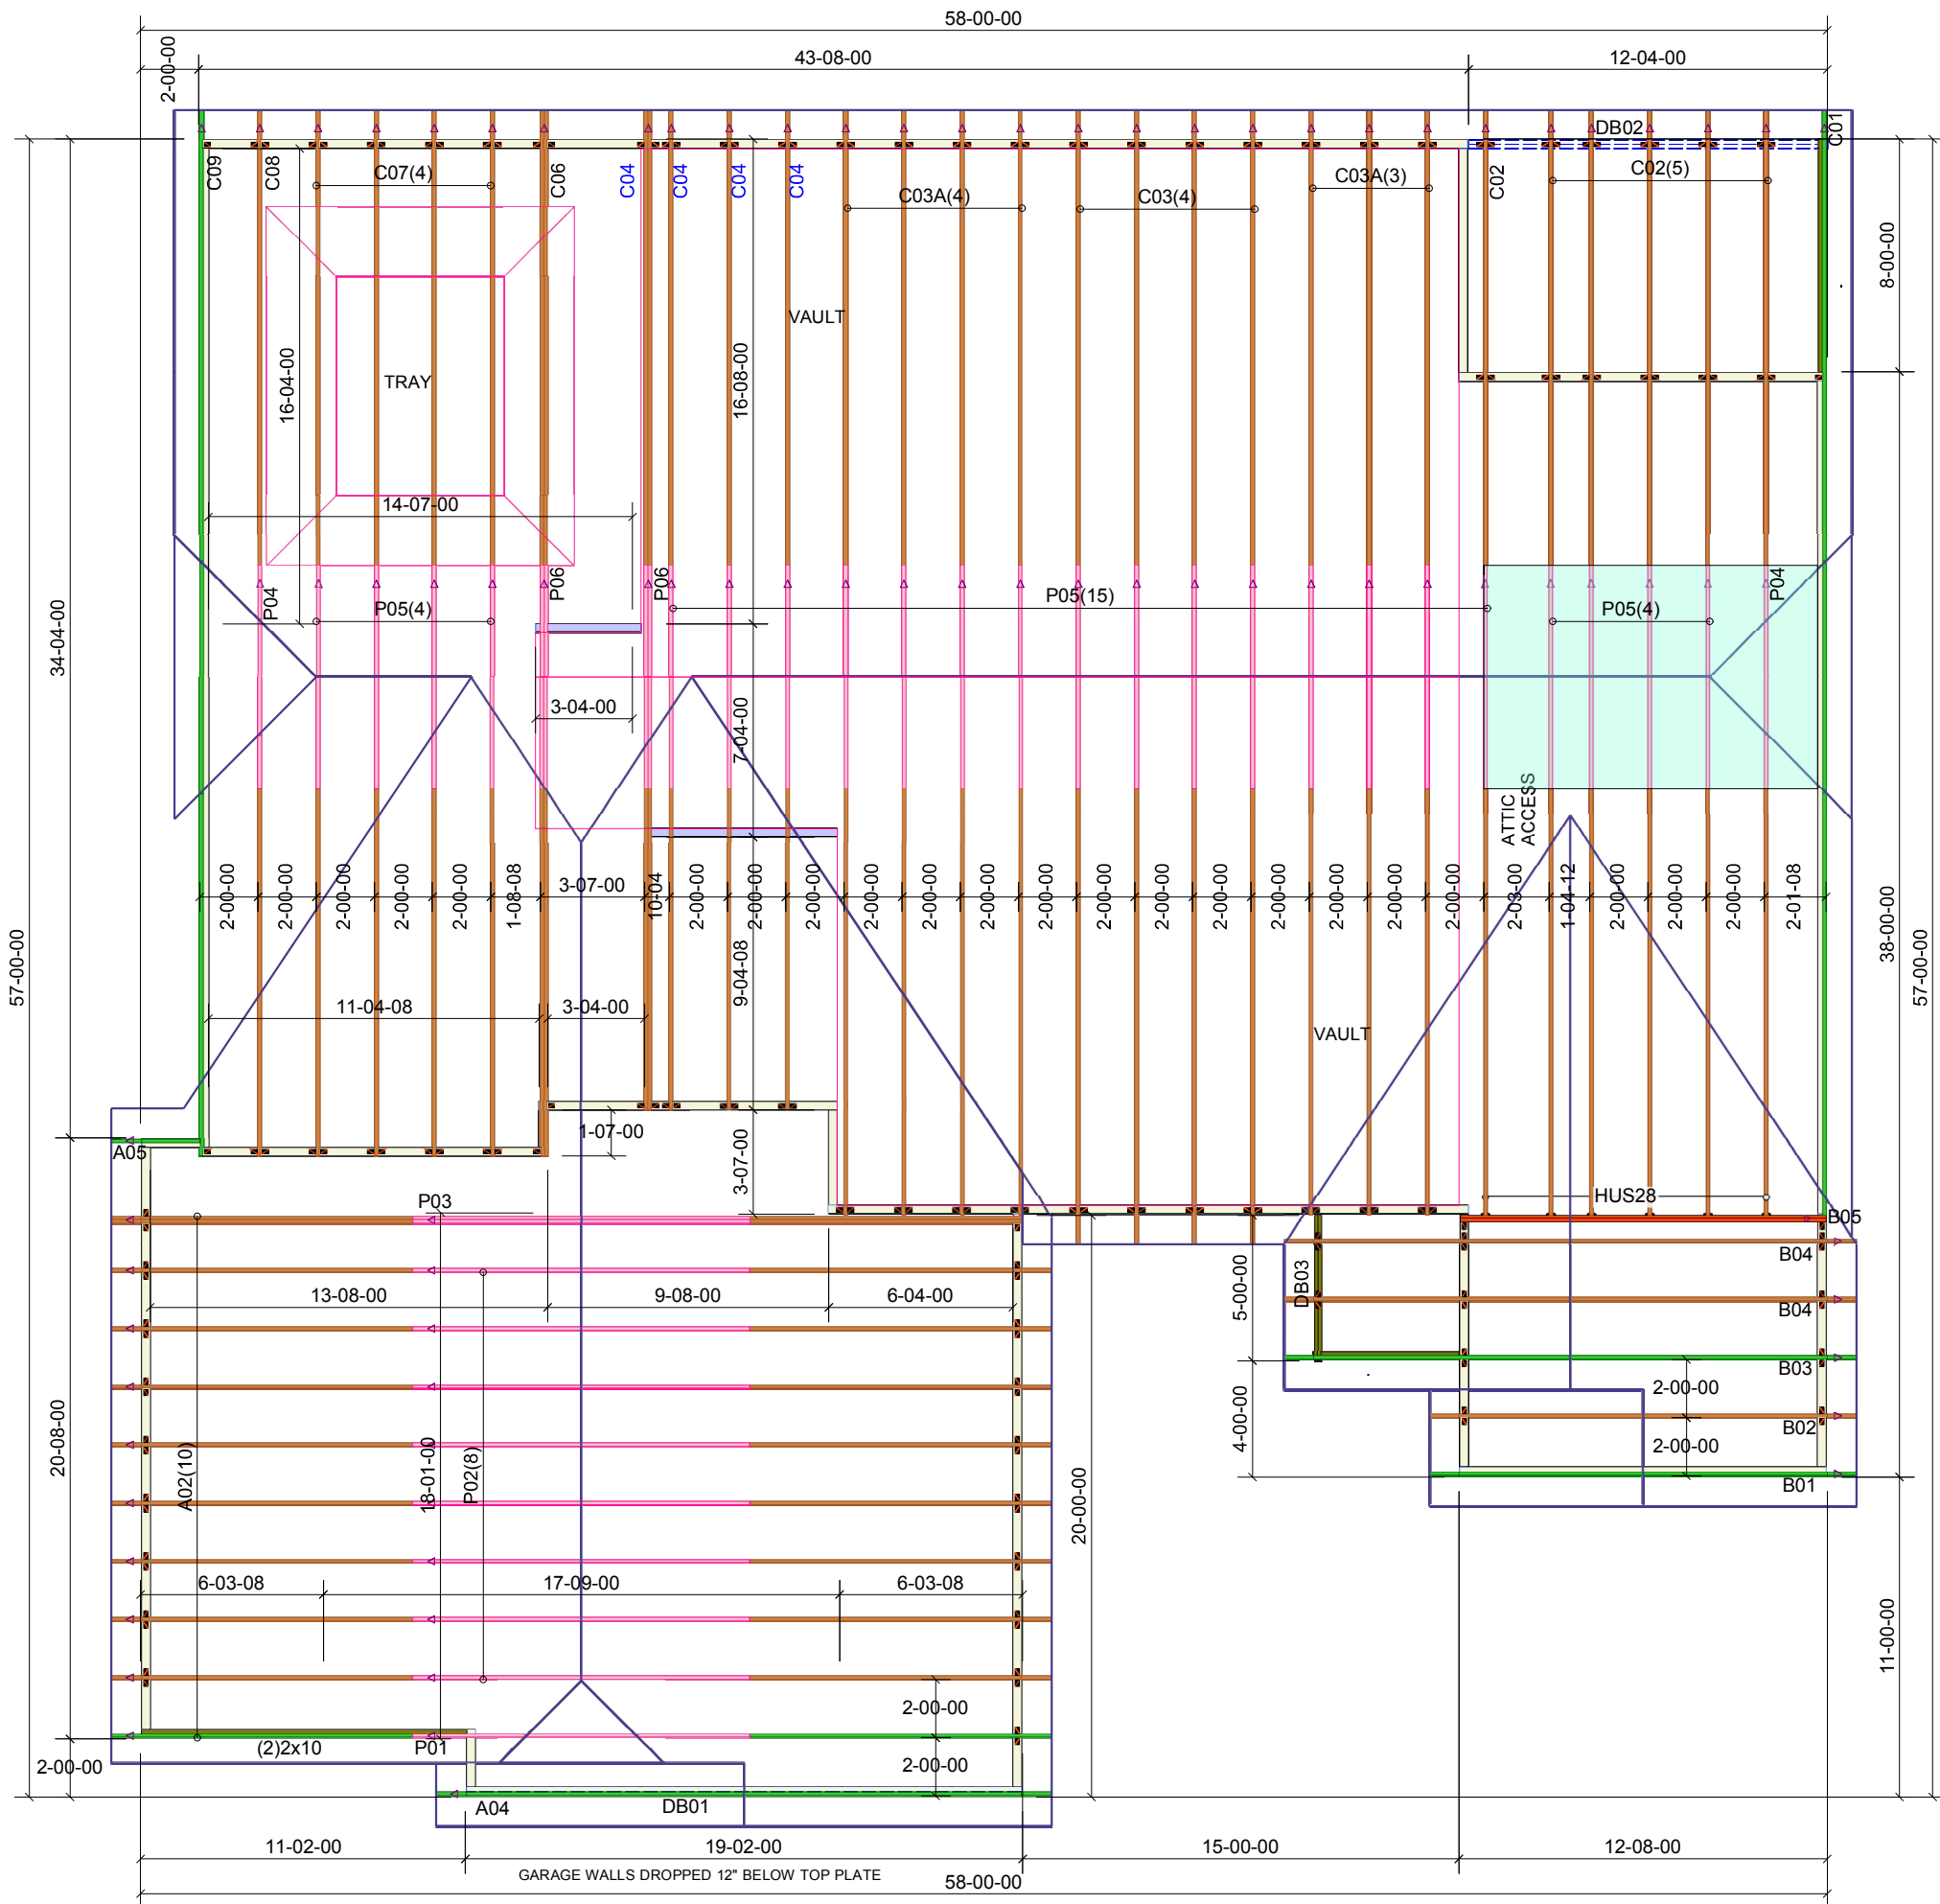 58-00-00
2-00-00
43-08-00
12-04-00
DB02
C01
C09
C08
C07(4)
C06
C04
C04
C04
C04
C03A(4)
C03(4)
C03A(3)
C02
C02(5)
8-00-00
VAULT
TRAY
16-04-00
16-08-00
14-07-00
P04
P05(4)
P06
P06
P05(15)
P05(4)
P04
34-04-00
3-04-00
7-04-00
ATTIC
ACCESS
57-00-00
2-00-00
2-00-00
2-00-00
2-00-00
2-00-00
1-08-08
3-07-00
10-04
2-00-00
2-00-00
2-00-00
2-00-00
2-00-00
2-00-00
2-00-00
2-00-00
2-00-00
2-00-00
2-00-00
2-00-00
2-00-00
2-00-00
2-03-00
1-04-12
2-00-00
2-00-00
2-00-00
2-01-08
38-00-00
57-00-00
9-04-08
11-04-08
3-04-00
VAULT
1-07-00
A05
3-07-00
P03
HUS28
B05
B04
13-08-00
9-08-00
6-04-00
DB03
5-00-00
B04
B03
2-00-00
B02
2-00-00
4-00-00
B01
20-08-00
A02(10)
18-01-00
P02(8)
20-00-00
6-03-08
17-09-00
6-03-08
11-00-00
2-00-00
(2)2x10
P01
2-00-00
2-00-00
A04
DB01
11-02-00
19-02-00
15-00-00
12-08-00
GARAGE WALLS DROPPED 12" BELOW TOP PLATE
58-00-00